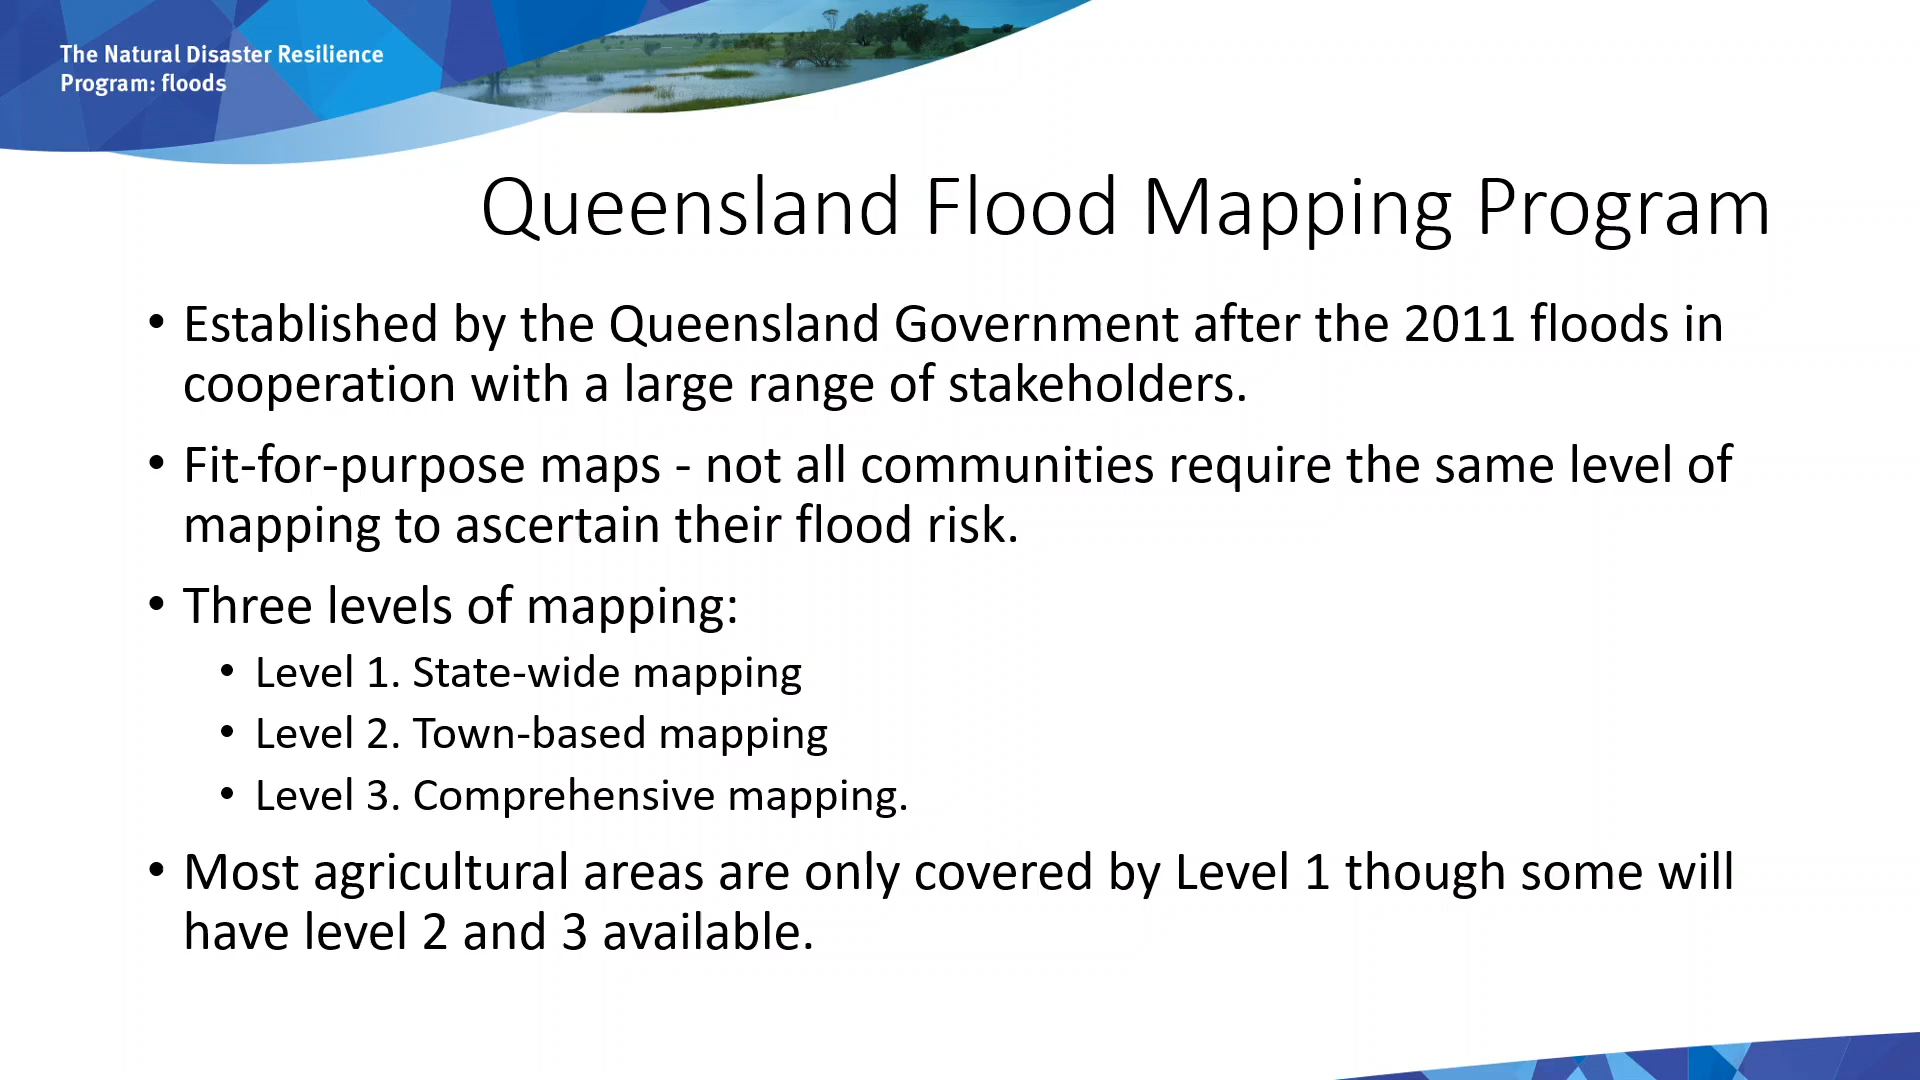 The Natural Disaster Resilience
Program: floods
Queensland Flood Mapping Program
• Established by the Queensland Government after the 2011 floods in
cooperation with a large range of stakeholders.
• Fit-for-purpose maps - not all communities require the same level of
mapping to ascertain their flood risk.
• Three levels of mapping:
• Level 1. State-wide mapping
• Level 2. Town-based mapping
• Level 3. Comprehensive mapping.
• Most agricultural areas are only covered by Level 1 though some will
have level 2 and 3 available.